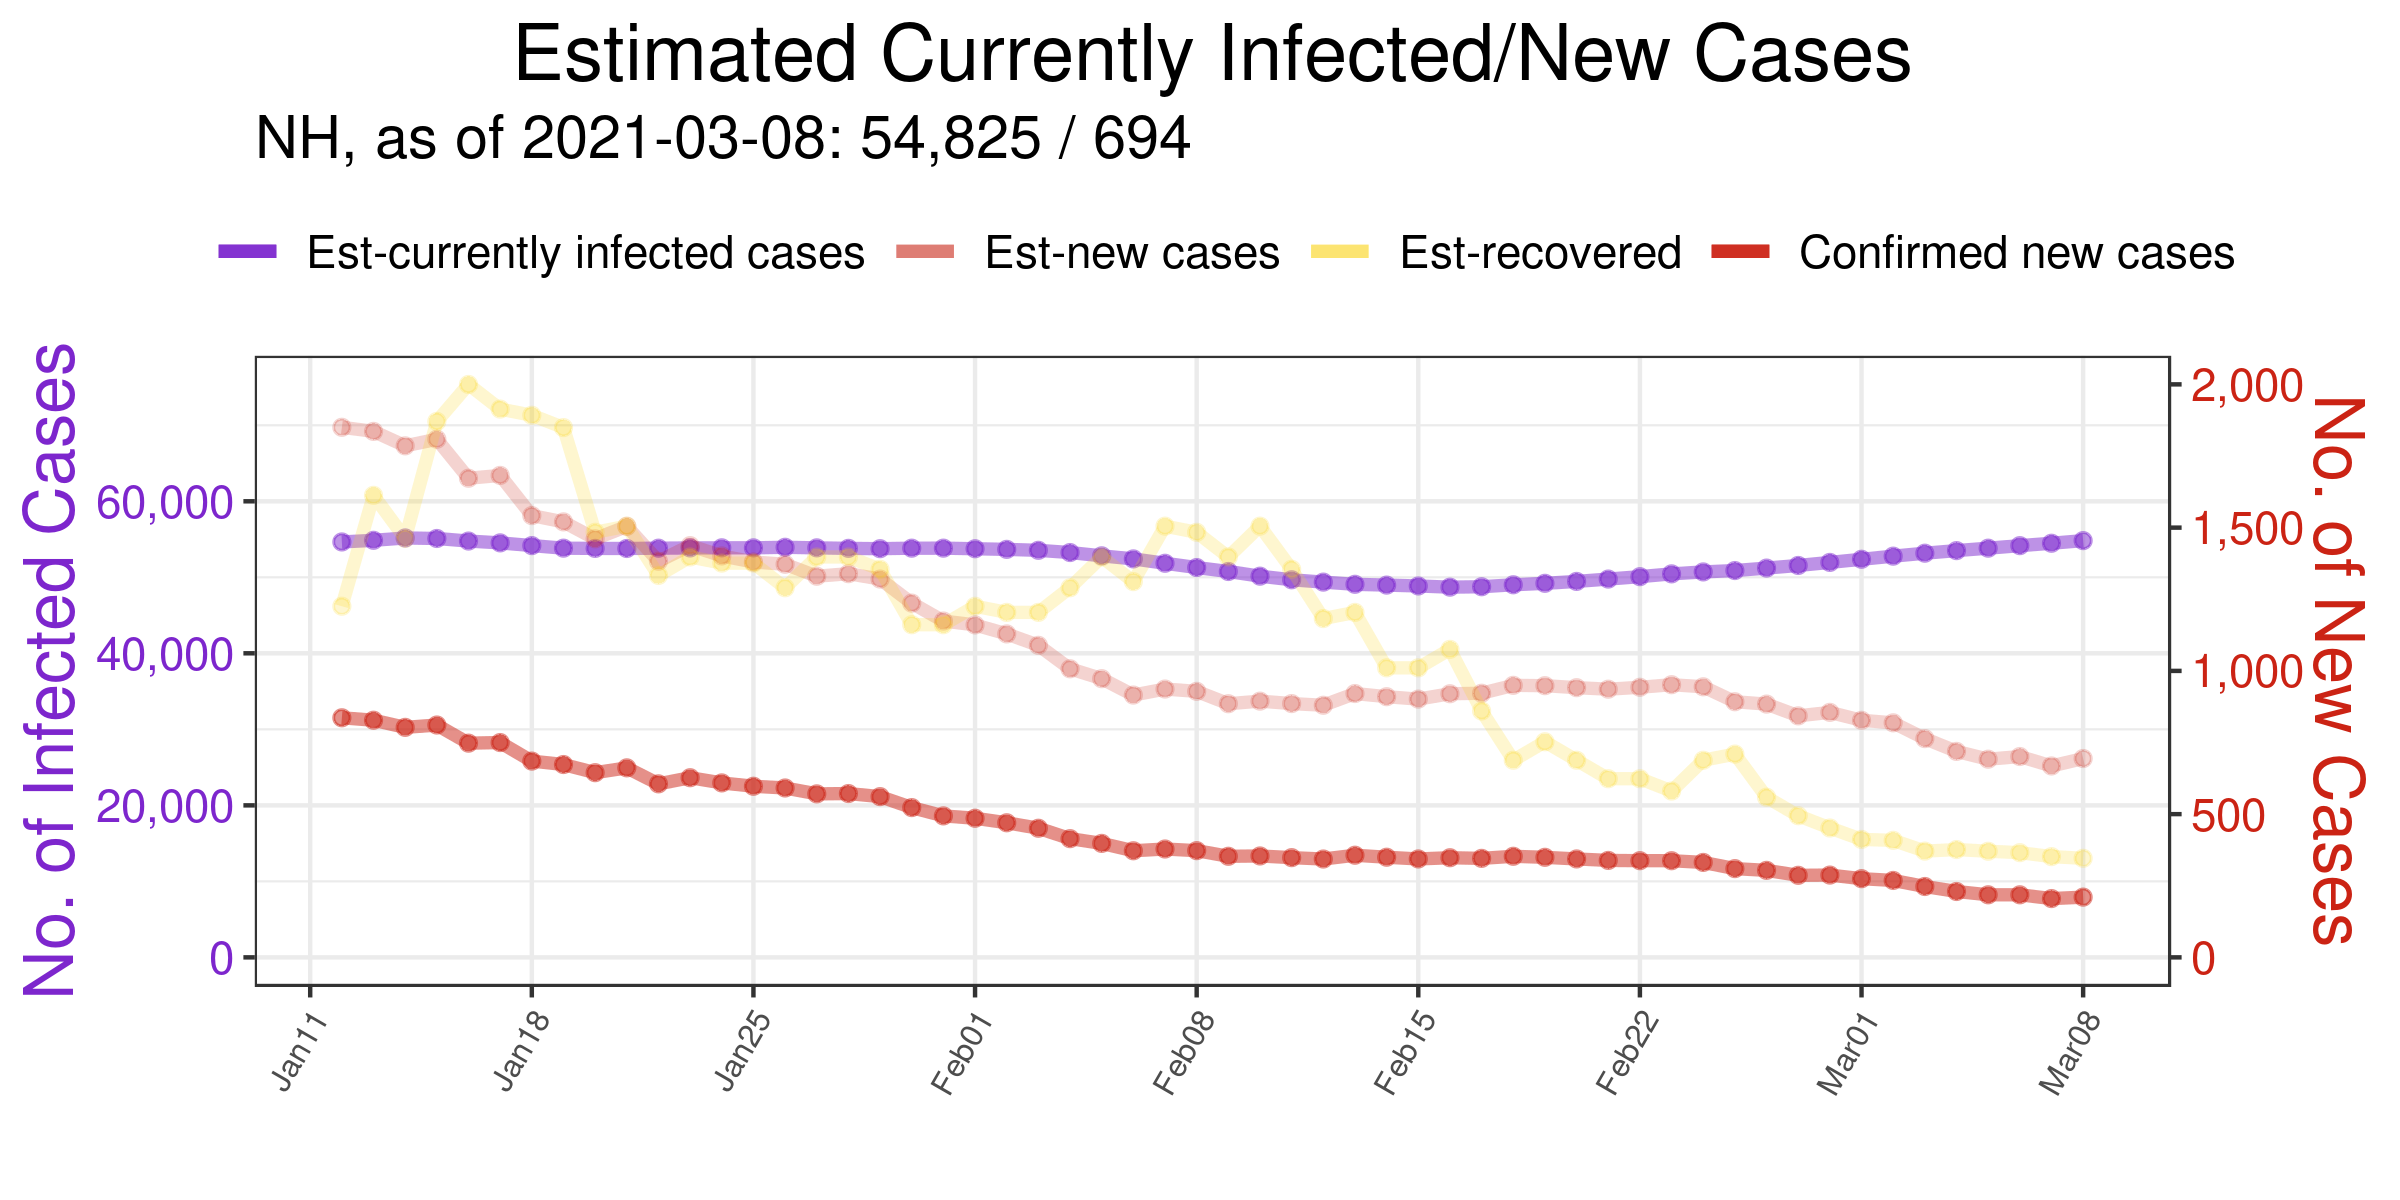 Estimated Currently Infected/New Cases
NH, as of 2021-03-08: 54,825 / 694
Est-currently infected cases
Est-new cases
Est-recovered
Confirmed new cases
No. of Infected Cases
60,000
40,000
20,000
0
2,000
1,500
1,000
500
0
No. of New Cases
Jan11
Jan18
Jan25
Feb01
Feb08
Feb15
Feb22
Mar01
Mar08